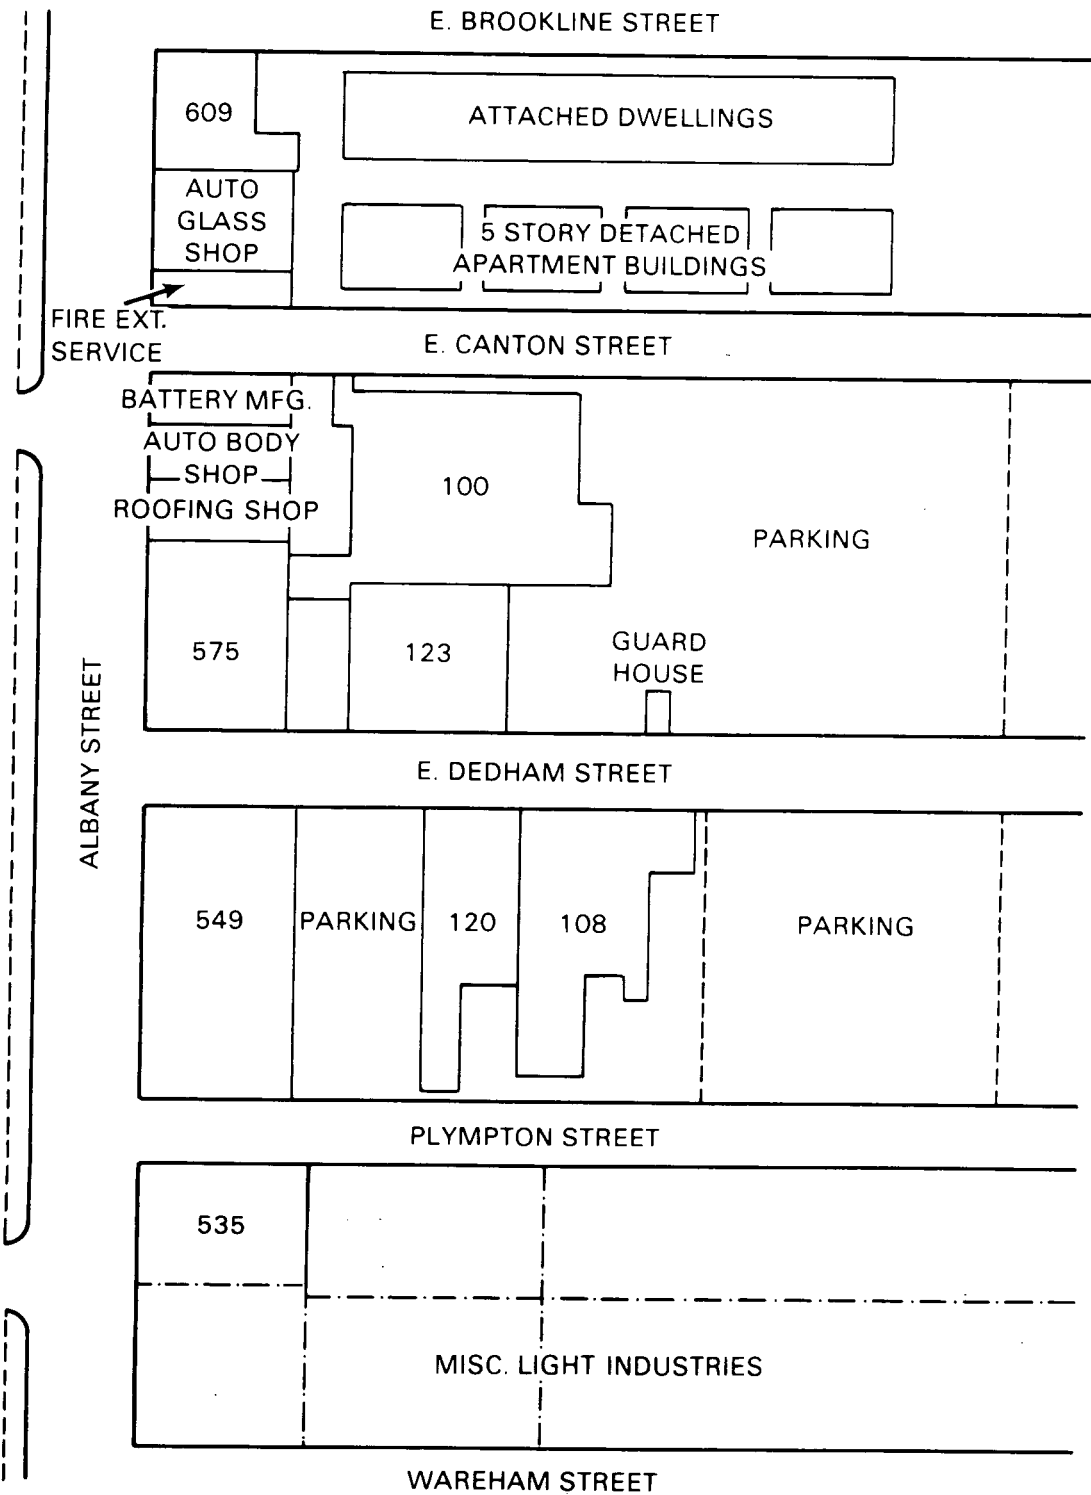 E. BROOKLINE STREET
609
ATTACHED DWELLINGS
AUTO
GLASS
SHOP
5 STORY DETACHED
APARTMENT BUILDINGS
FIRE EXT.
SERVICE
E. CANTON STREET
BATTERY MFG.
AUTO BODY
SHOP
ROOFING SHOP
100
PARKING
575
123
GUARD
HOUSE
ALBANY STREET
E. DEDHAM STREET
549
PARKING
120
108
PARKING
PLYMPTON STREET
535
MISC. LIGHT INDUSTRIES
WAREHAM STREET